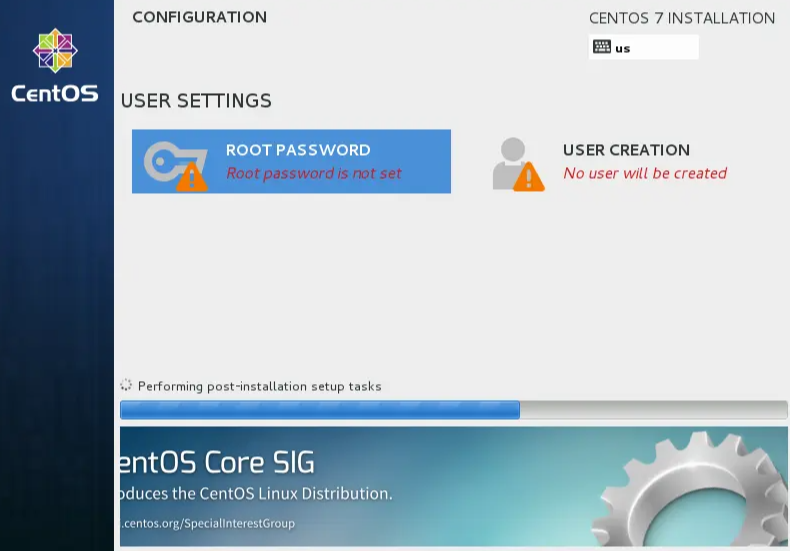 CONFIGURATION
CENTOS 7 INSTALLATION
us
CentOS
USER SETTINGS
ROOT PASSWORD
Root password is not set
USER CREATION
No user will be created
Performing post-installation setup tasks
entOS Core SIG
oduces the CentOS Linux Distribution.
.centos.org/SpecialInterestGroup